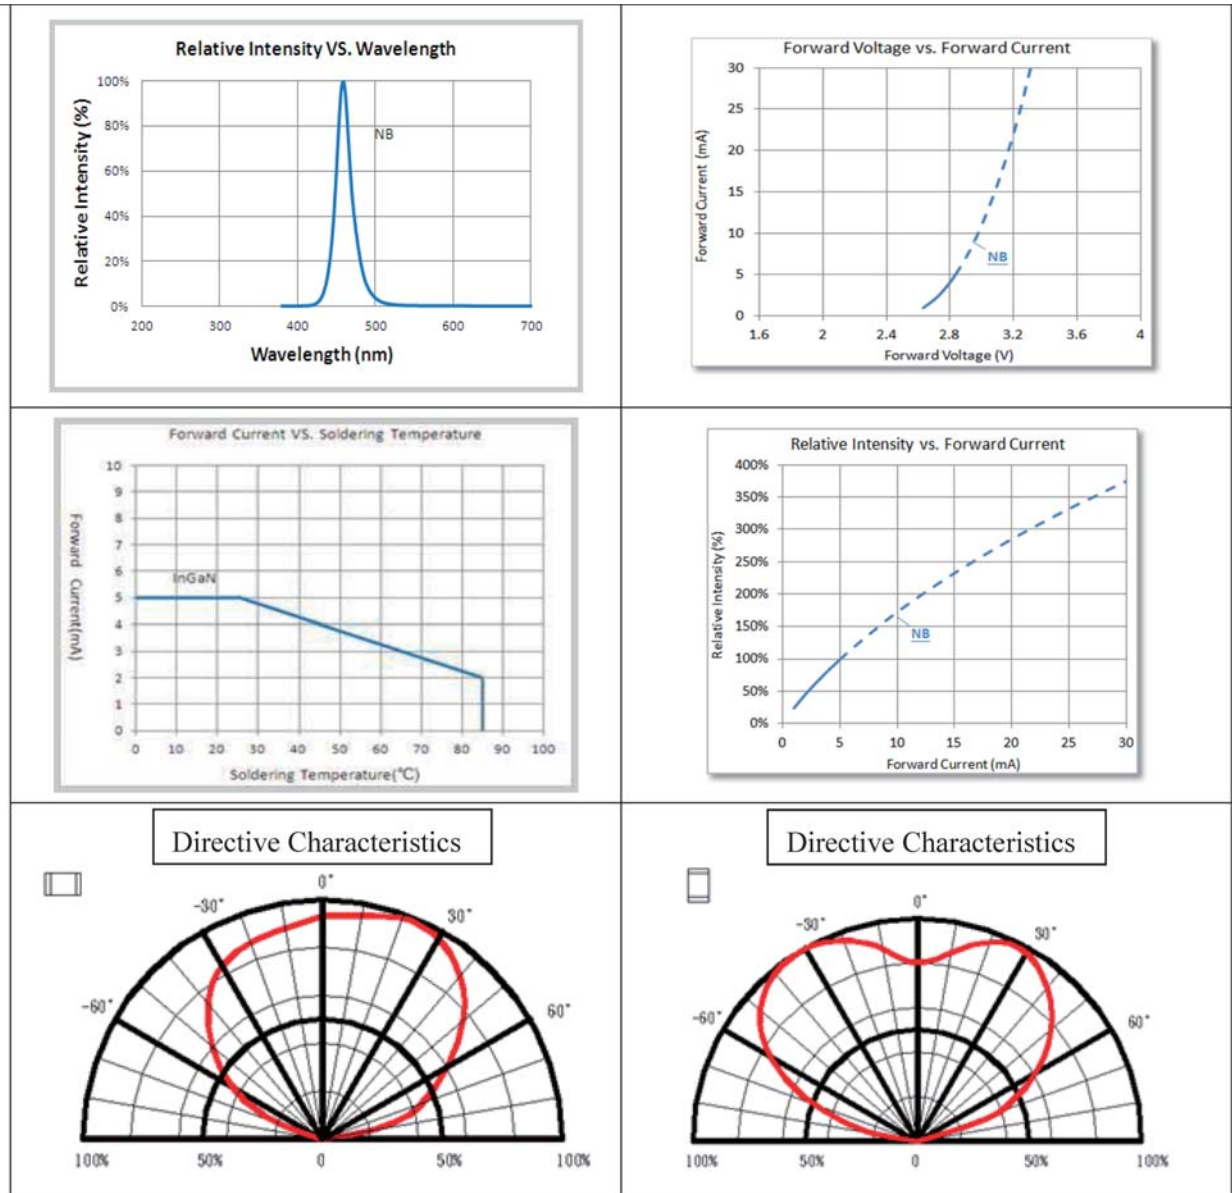 Relative Intensity VS. Wavelength
Relative Intensity (%)
100%
80%
60%
40%
20%
0%
NB
200 300 400 500 600 700
Wavelength (nm)
Forward Voltage vs. Forward Current
Forward Current (mA)
30
25
20
15
10
5
0
NB
1.6 2 2.4 2.8 3.2 3.6 4
Forward Voltage (V)
Forward Current VS. Soldering Temperature
Forward Current(mA)
10
9
8
7
6
5
4
3
2
1
0
InGaN
0 10 20 30 40 50 60 70 80 90 100
Soldering Temperature(℃)
Relative Intensity vs. Forward Current
Relative Intensity (%)
400%
350%
300%
250%
200%
150%
100%
50%
0%
NB
0 5 10 15 20 25 30
Forward Current (mA)
Directive Characteristics
0°
-30° 30°
-60° 60°
100% 50% 0 50% 100%
Directive Characteristics
0°
-30° 30°
-60° 60°
100% 50% 0 50% 100%